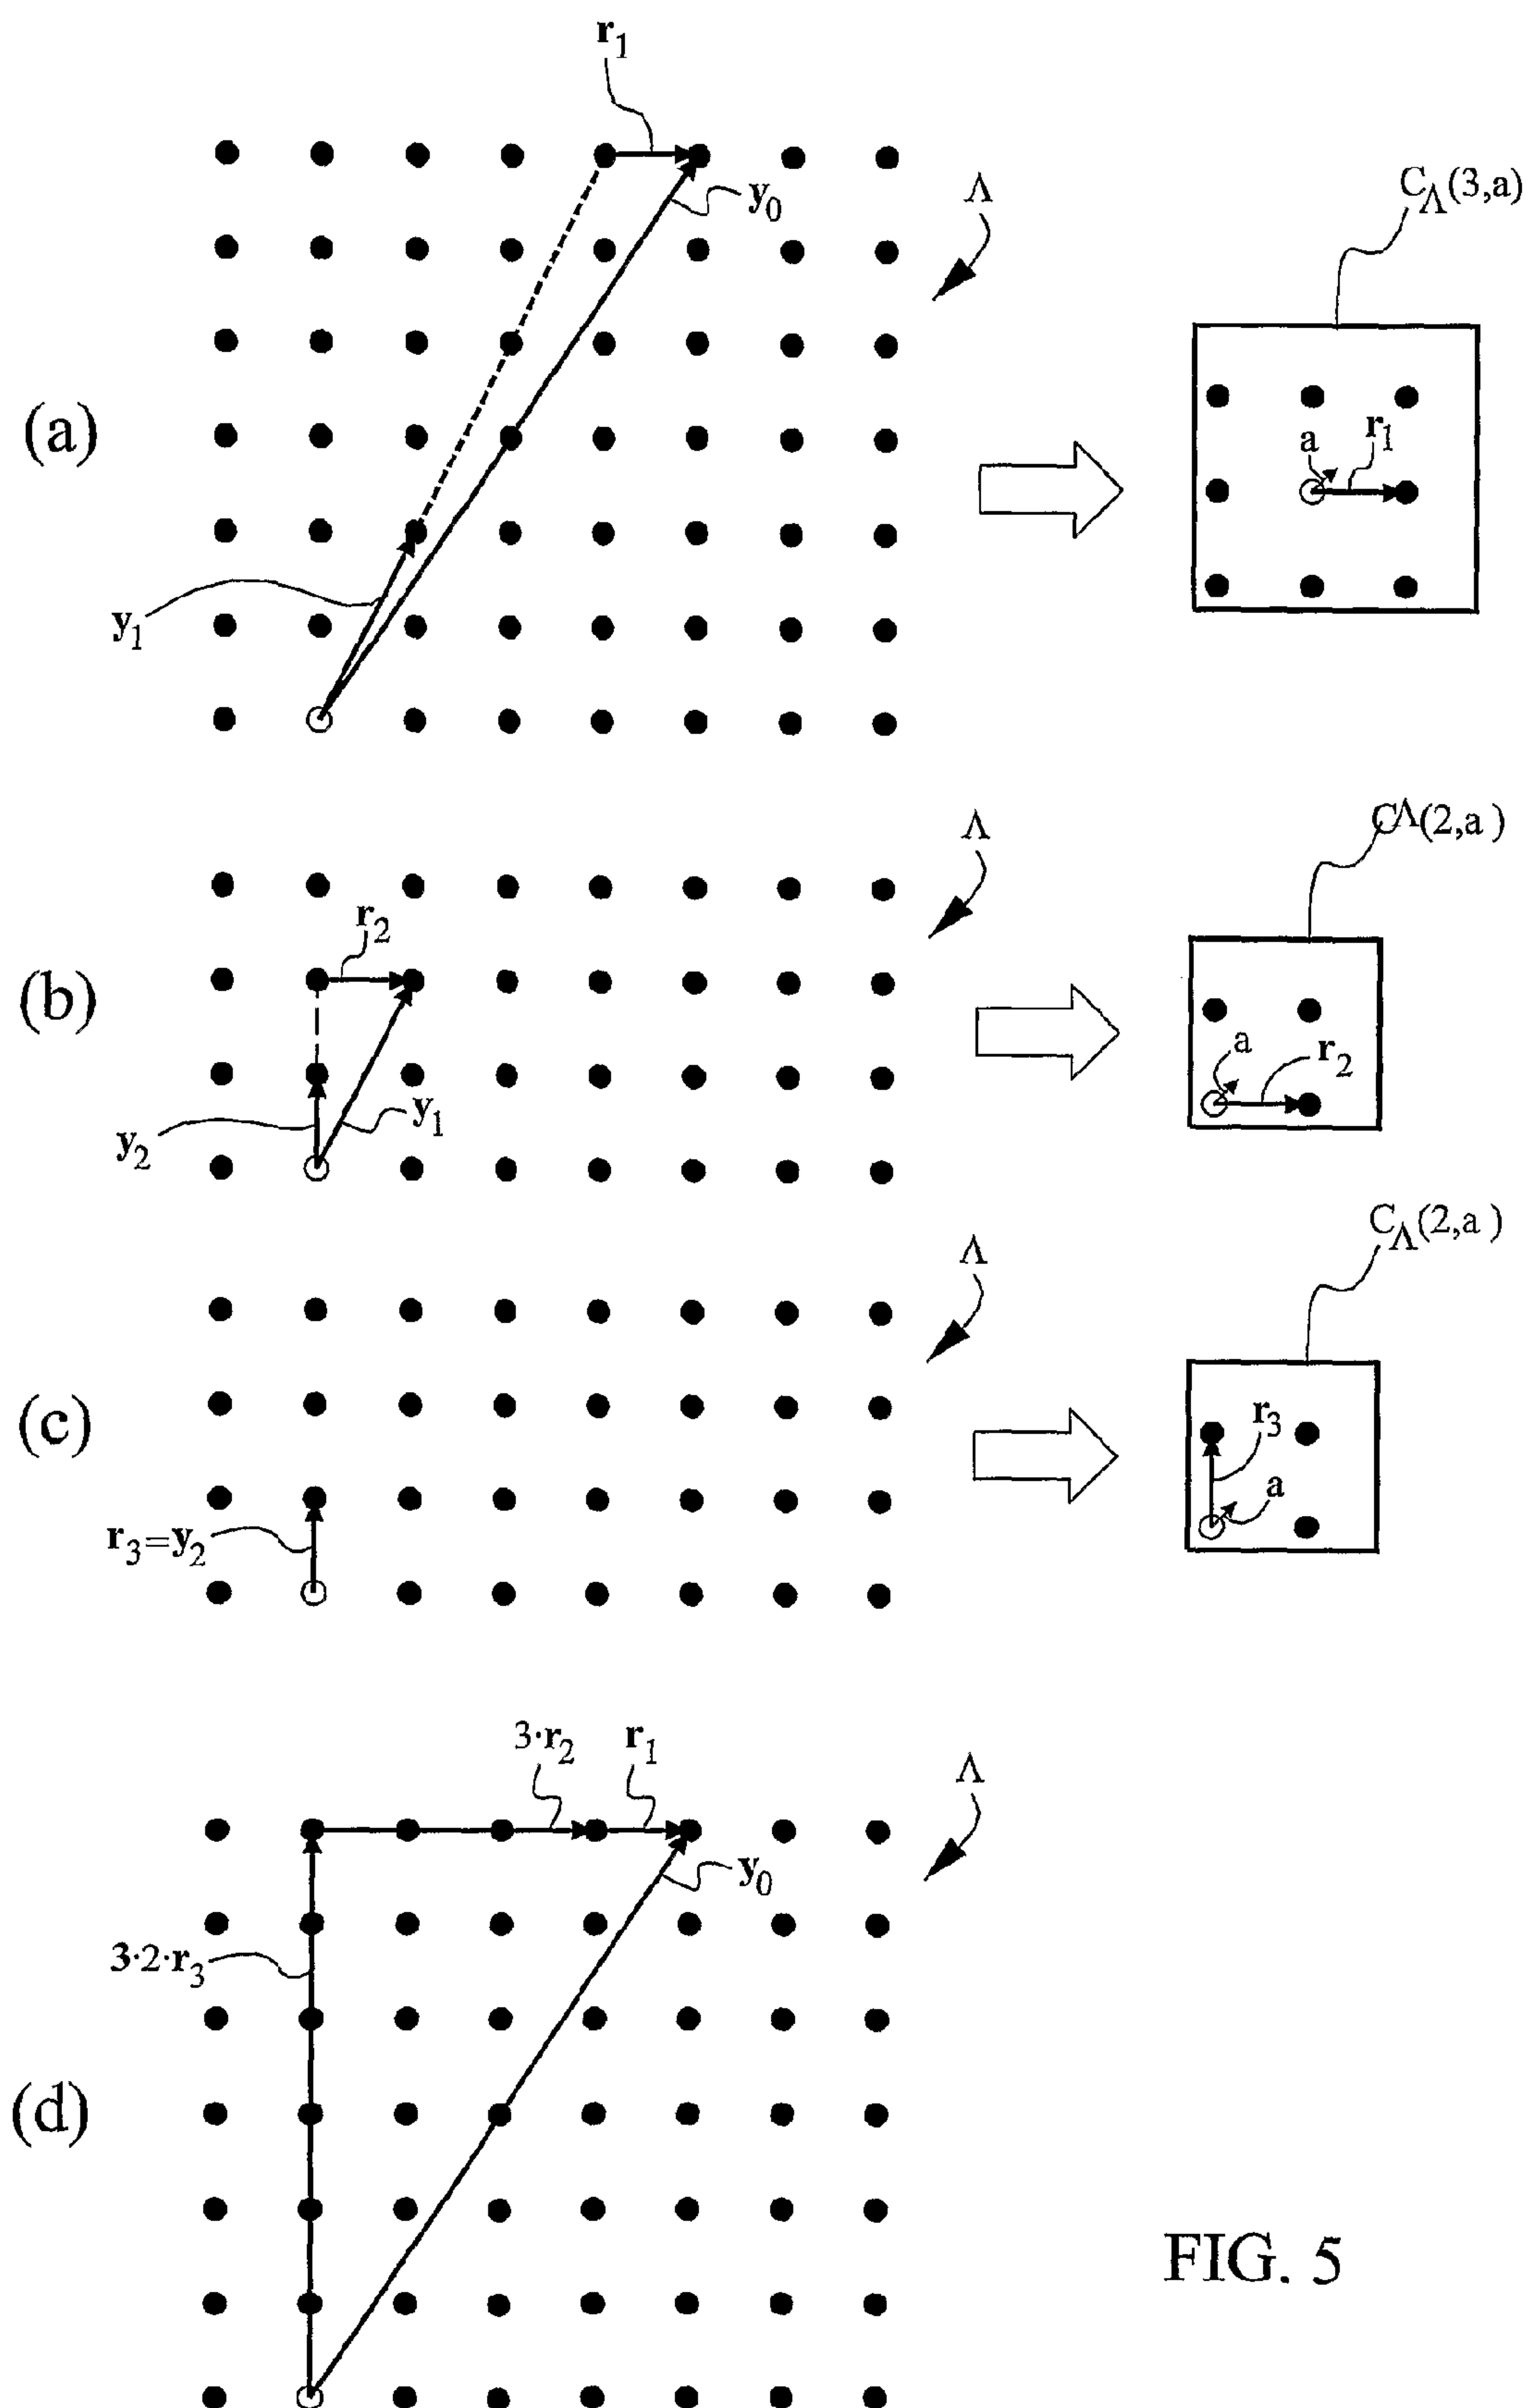 r1
y0
Λ
CΛ(3,a)
(a)
a
r1
y1
Λ
CΛ(2,a)
r2
(b)
a
r2
y1
y2
Λ
CΛ(2,a)
(c)
r3
a
r3=y2
3·r2
r1
Λ
y0
3·2·r3
(d)
FIG. 5